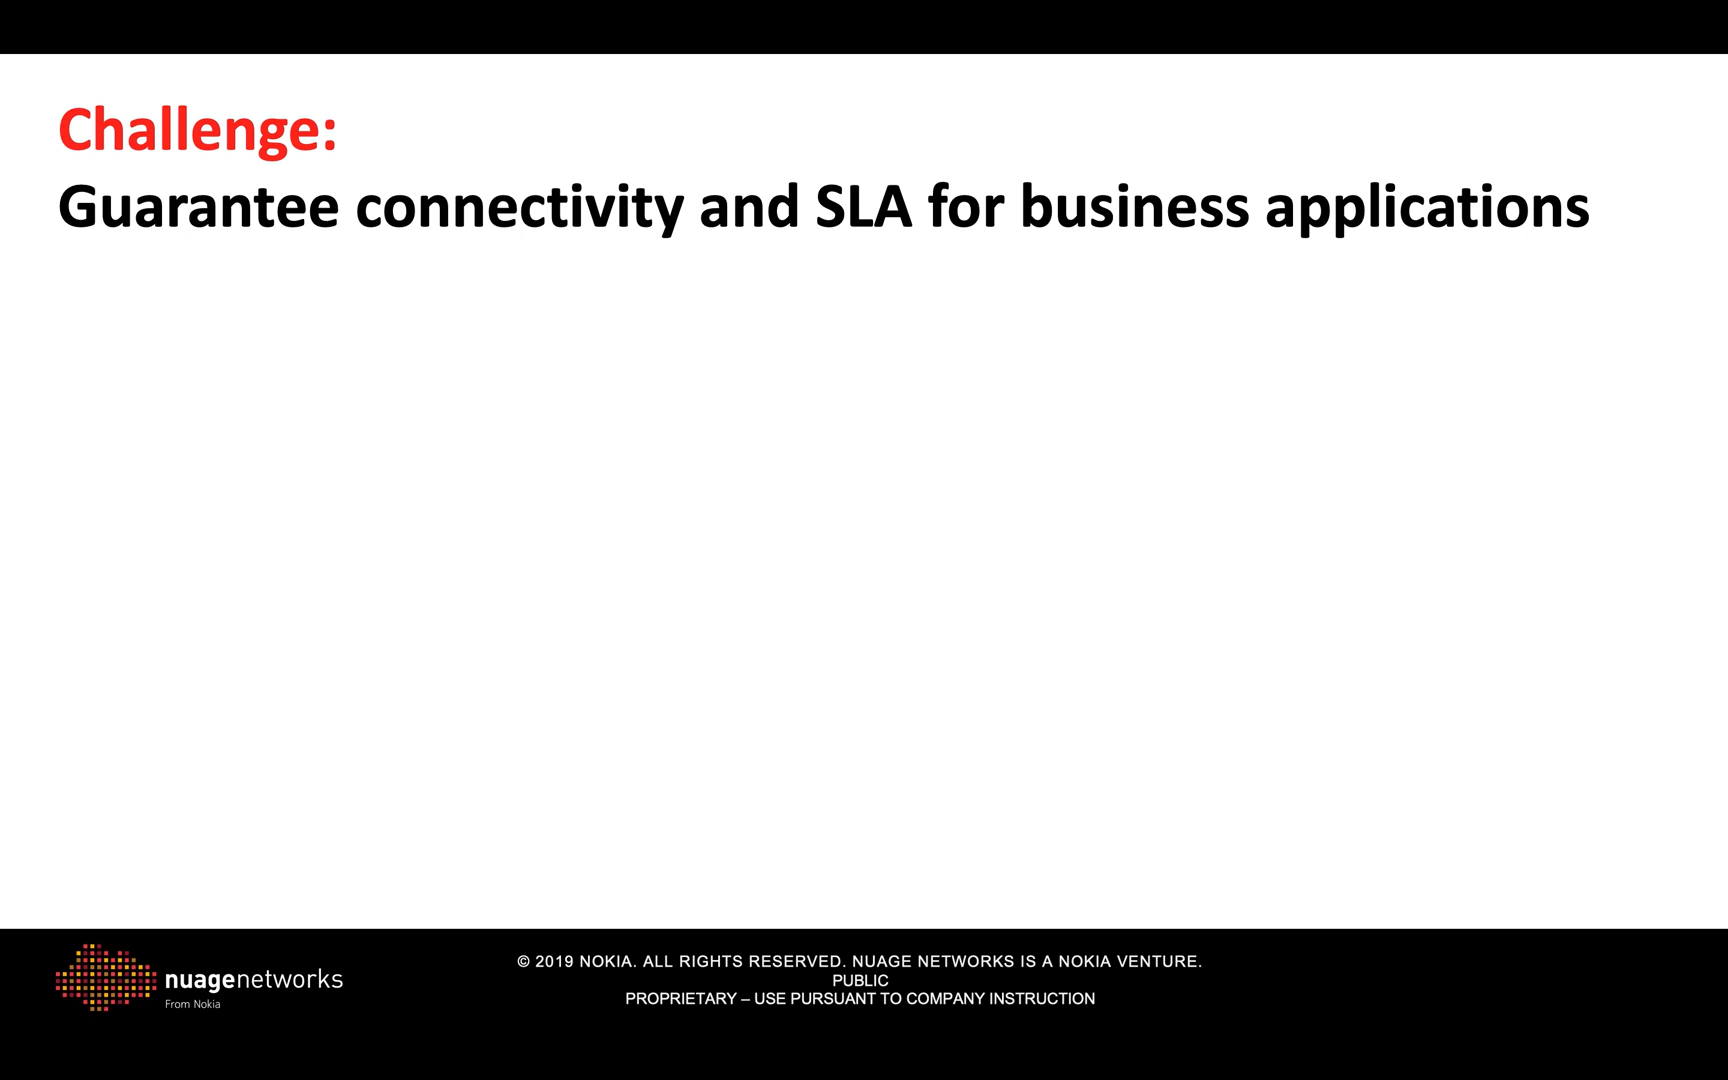 Challenge:
Guarantee connectivity and SLA for business applications
nuagenetworks
From Nokia
© 2019 NOKIA. ALL RIGHTS RESERVED. NUAGE NETWORKS IS A NOKIA VENTURE.
PUBLIC
PROPRIETARY – USE PURSUANT TO COMPANY INSTRUCTION